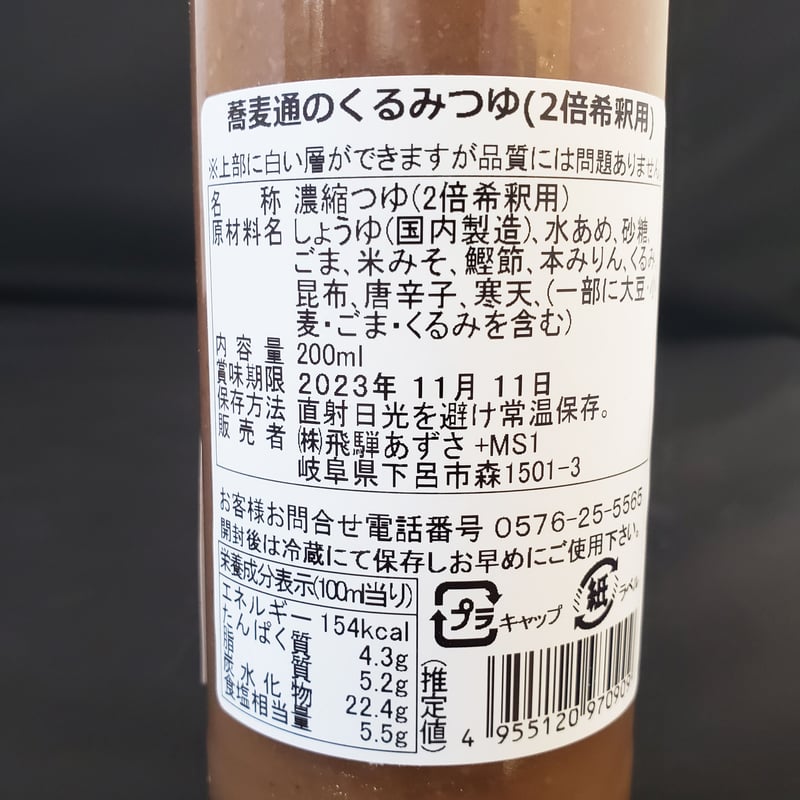 蕎麦通のくるみつゆ(2倍希釈用)
※上部に白い層ができますが品質には問題ありません
名称 濃縮つゆ(2倍希釈用)
原材料名 しょうゆ(国内製造)、水あめ、砂糖、
ごま、米みそ、鰹節、本みりん、くるみ
昆布、唐辛子、寒天、(一部に大豆・小
麦・ごま・くるみを含む)
内容量 200ml
賞味期限 2023年 11月 11日
保存方法 直射日光を避け常温保存。
販売者 ㈱飛騨あずさ +MS1
岐阜県下呂市森1501-3
お客様お問合せ電話番号 0576-25-5565
開封後は冷蔵にて保存しお早めにご使用下さい。
栄養成分表示(100ml当り)
エネルギー 154kcal
たんぱく質 4.3g
脂質 5.2g
炭水化物 22.4g
食塩相当量 5.5g
(推定値)
プラ キャップ
紙 ラベル
4 955120 970909